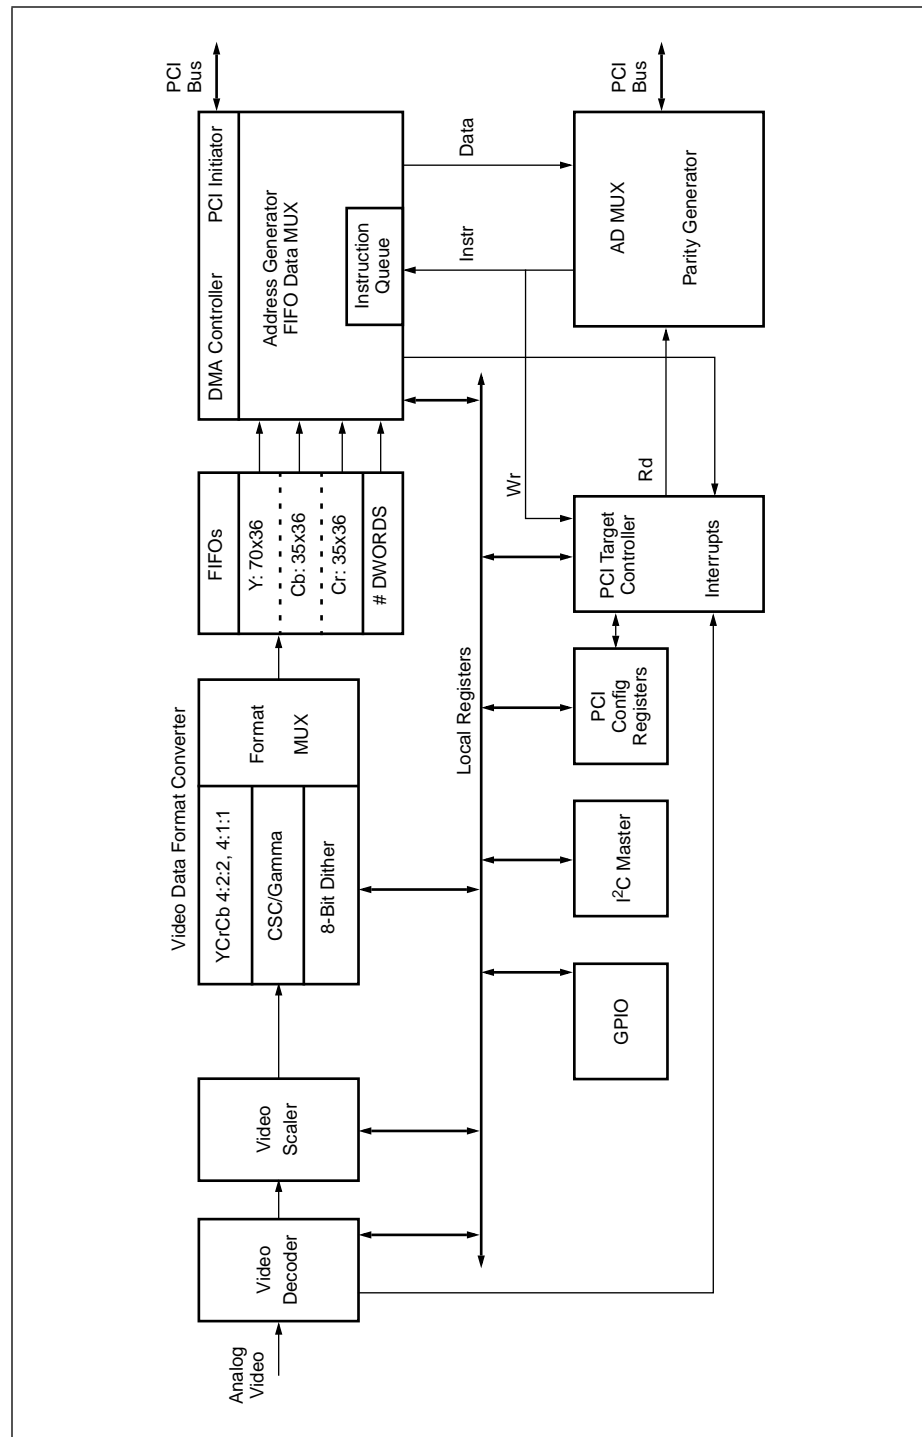 Analog
Video
Video
Decoder
Video
Scaler
Video Data Format Converter
YCrCb 4:2:2, 4:1:1
CSC/Gamma
8-Bit Dither
Format
MUX
FIFOs
Y: 70x36
Cb: 35x36
Cr: 35x36
# DWORDS
DMA Controller
PCI Initiator
Address Generator
FIFO Data MUX
Instruction
Queue
PCI
Bus
Local Registers
Wr
Instr
Data
Rd
GPIO
I²C Master
PCI
Config
Registers
PCI Target
Controller
Interrupts
AD MUX
Parity Generator
PCI
Bus